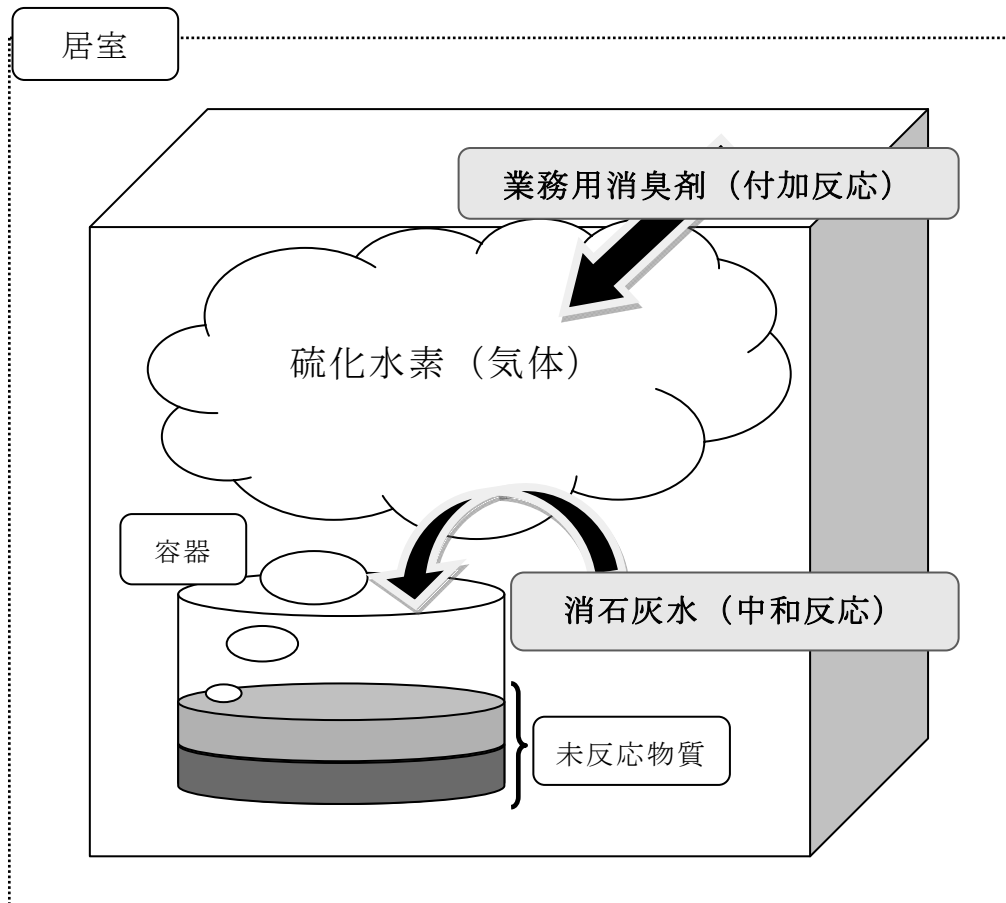 居室
業務用消臭剤（付加反応）
硫化水素（気体）
容器
消石灰水（中和反応）
未反応物質